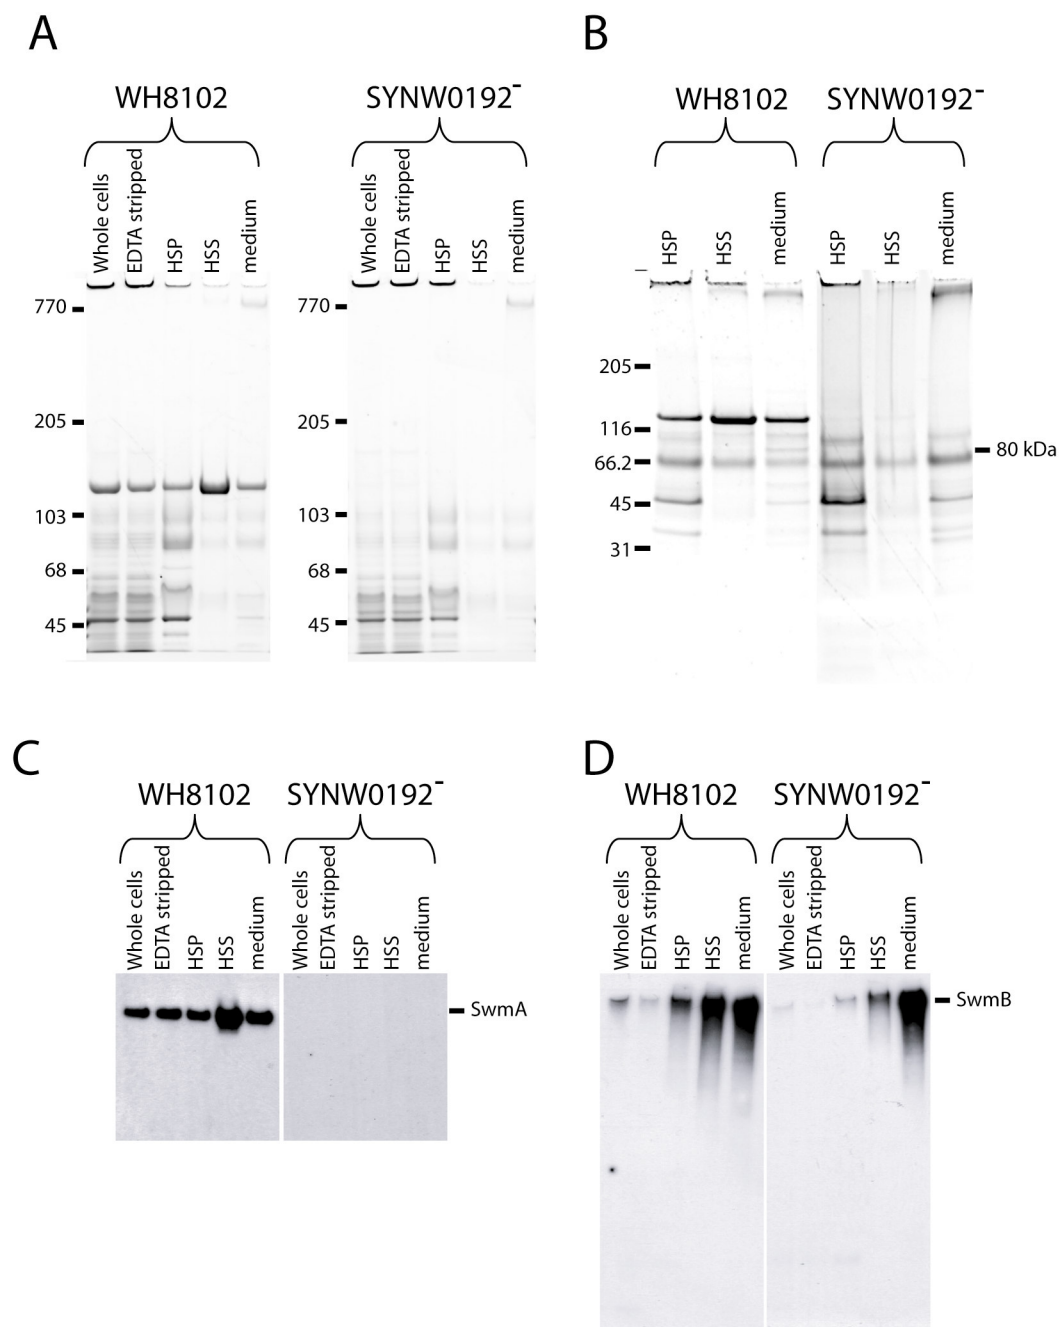 A
WH8102
SYNW0192-
Whole cells
EDTA stripped
HSP
HSS
medium
Whole cells
EDTA stripped
HSP
HSS
medium
770
205
103
68
45
770
205
103
68
45
B
WH8102
SYNW0192-
HSP
HSS
medium
HSP
HSS
medium
205
116
66.2
45
31
80 kDa
C
WH8102
SYNW0192-
Whole cells
EDTA stripped
HSP
HSS
medium
Whole cells
EDTA stripped
HSP
HSS
medium
SwmA
D
WH8102
SYNW0192-
Whole cells
EDTA stripped
HSP
HSS
medium
Whole cells
EDTA stripped
HSP
HSS
medium
SwmB